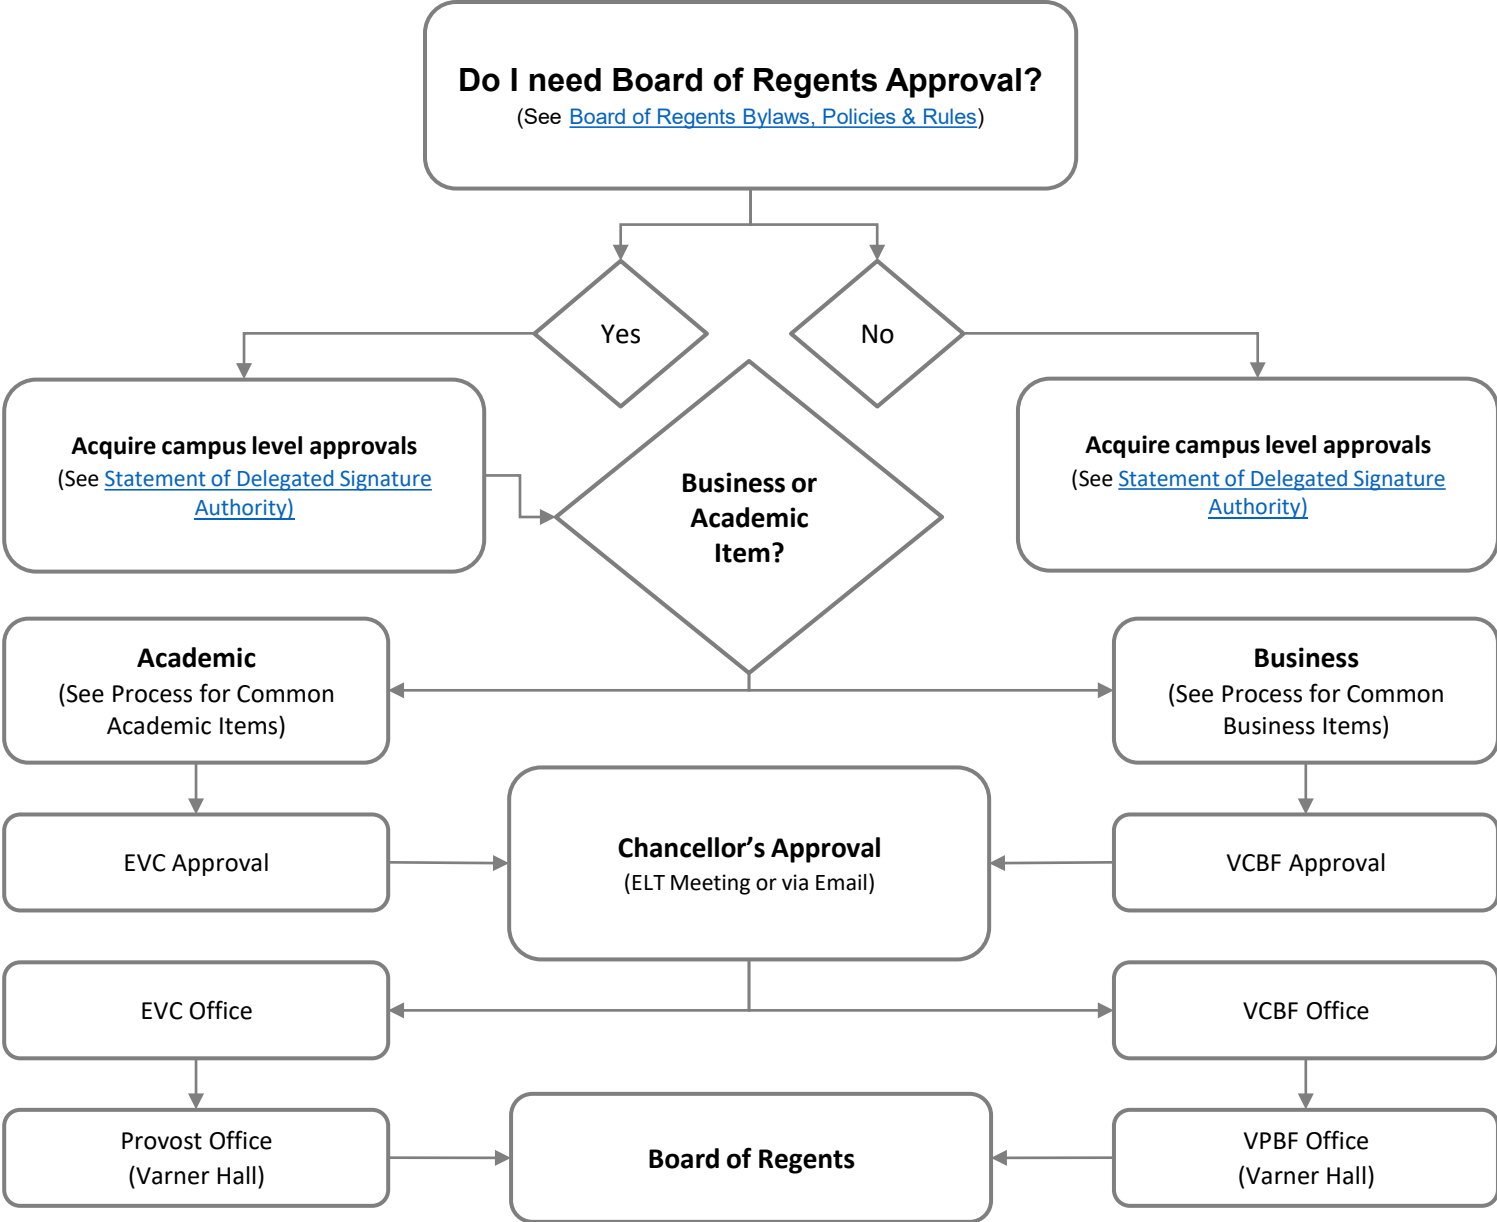 Do I need Board of Regents Approval?
(See Board of Regents Bylaws, Policies & Rules)
Yes
No
Acquire campus level approvals
(See Statement of Delegated Signature
Authority)
Business or
Academic
Item?
Acquire campus level approvals
(See Statement of Delegated Signature
Authority)
Academic
(See Process for Common
Academic Items)
Business
(See Process for Common
Business Items)
EVC Approval
Chancellor’s Approval
(ELT Meeting or via Email)
VCBF Approval
EVC Office
VCBF Office
Provost Office
(Varner Hall)
Board of Regents
VPBF Office
(Varner Hall)